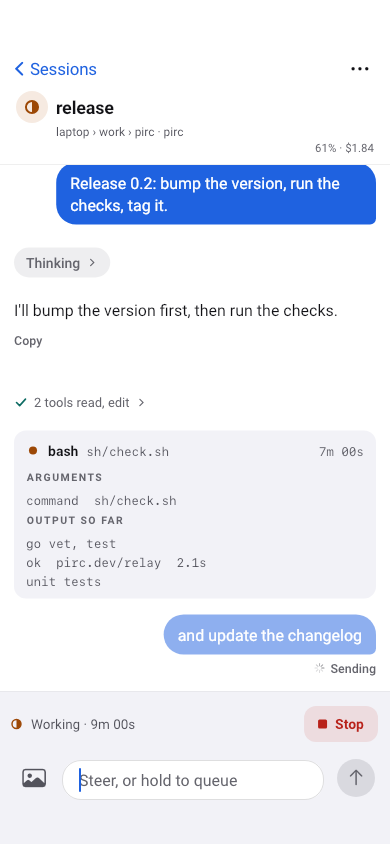 Sessions
release
laptop › work › pirc · pirc
61% · $1.84
Release 0.2: bump the version, run the
checks, tag it.
Thinking
I'll bump the version first, then run the checks.
Copy
2 tools read, edit
bash sh/check.sh 7m 00s
ARGUMENTS
command sh/check.sh
OUTPUT SO FAR
go vet, test
ok pirc.dev/relay 2.1s
unit tests
and update the changelog
Sending
Working · 9m 00s
Stop
Steer, or hold to queue